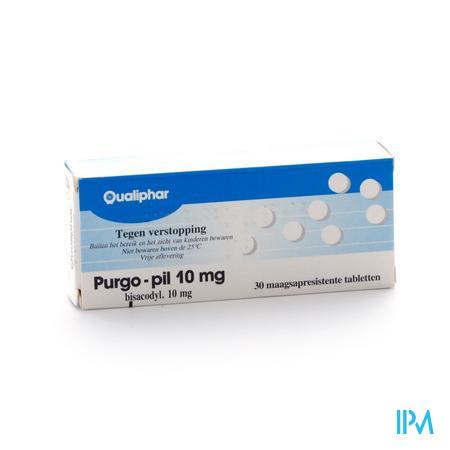 Qualiphar
Tegen verstopping
Buiten het bereik en het zicht van kinderen bewaren
Niet bewaren boven de 25°C
Vrije aflevering
Purgo-pil 10 mg
bisacodyl. 10 mg
30 maagsapresistente tabletten
IPM